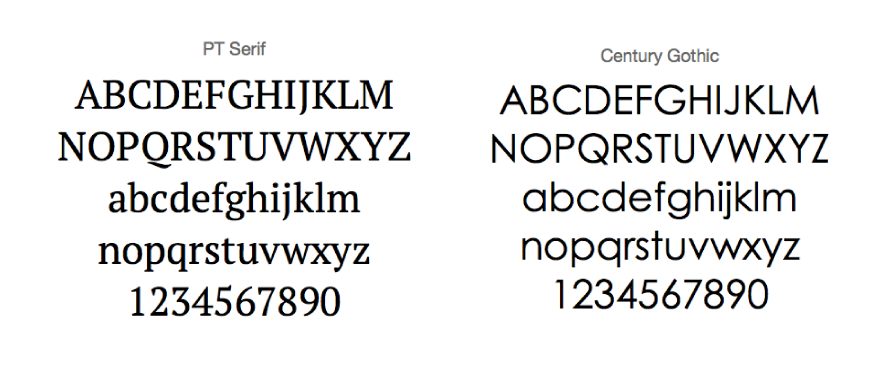 PT Serif
ABCDEFGHIJKLM
NOPQRSTUVWXYZ
abcdefghijklm
nopqrstuvwxyz
1234567890
Century Gothic
ABCDEFGHIJKLM
NOPQRSTUVWXYZ
abcdefghijklm
nopqrstuvwxyz
1234567890